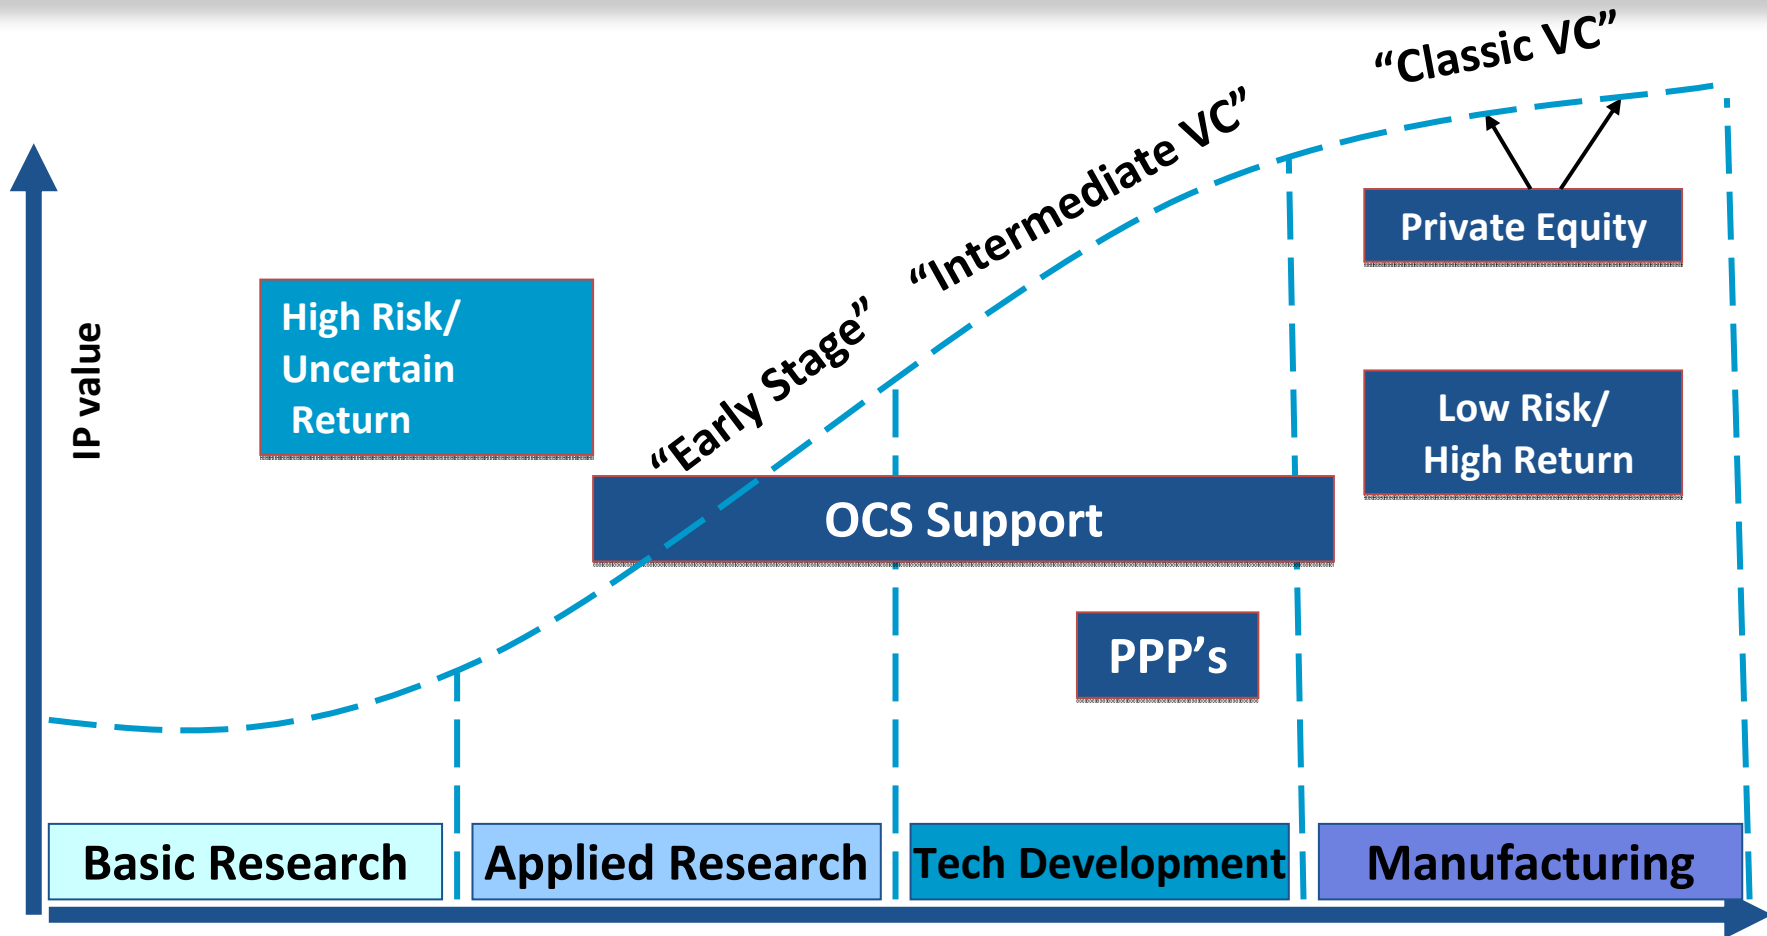 “Classic VC”
“Intermediate VC”
“Early Stage”
IP value
High Risk/
Uncertain
Return
Private Equity
Low Risk/
High Return
OCS Support
PPP’s
Basic Research
Applied Research
Tech Development
Manufacturing